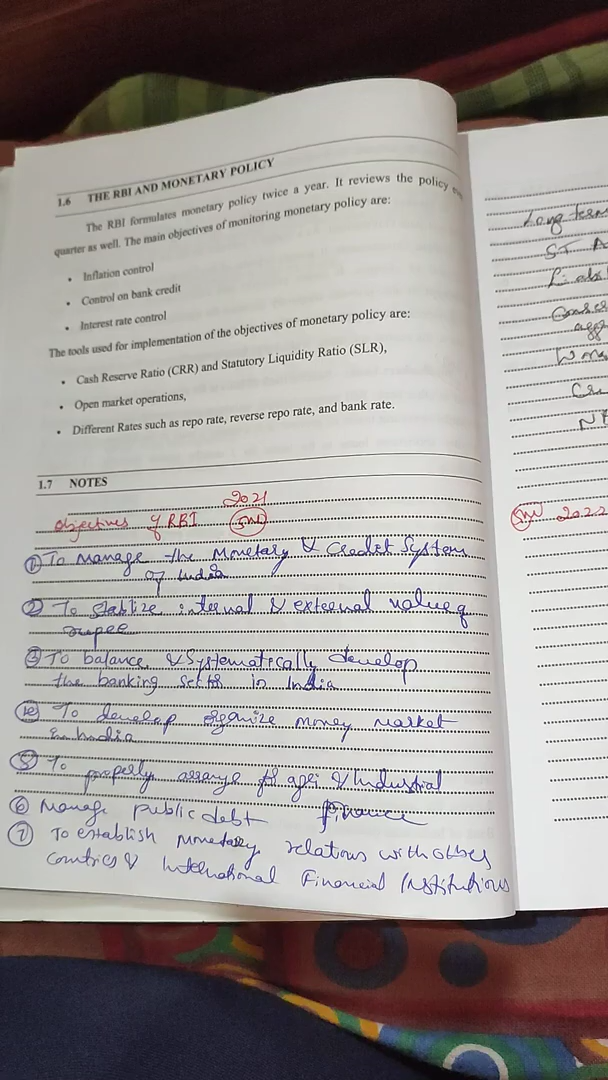 1.6 THE RBI AND MONETARY POLICY
The RBI formulates monetary policy twice a year. It reviews the policy
quarter as well. The main objectives of monitoring monetary policy are:
• Inflation control
• Control on bank credit
• Interest rate control
The tools used for implementation of the objectives of monetary policy are:
• Cash Reserve Ratio (CRR) and Statutory Liquidity Ratio (SLR),
• Open market operations,
• Different Rates such as repo rate, reverse repo rate, and bank rate.
1.7 NOTES
2021
Objectives of RBI
① To Manage the Monetary & Credit System
of India
② To Stablize internal & external value of
rupee
③ To balance & Systematically develop
the banking sector in India
To develop organize money Market
India
⑤ To
properly arrange for agri & Industrial
finance
⑥ Manage public debt
⑦ To establish Monetary relations with others
Contries & International Financial Institutions
Long term
S.T A
2022